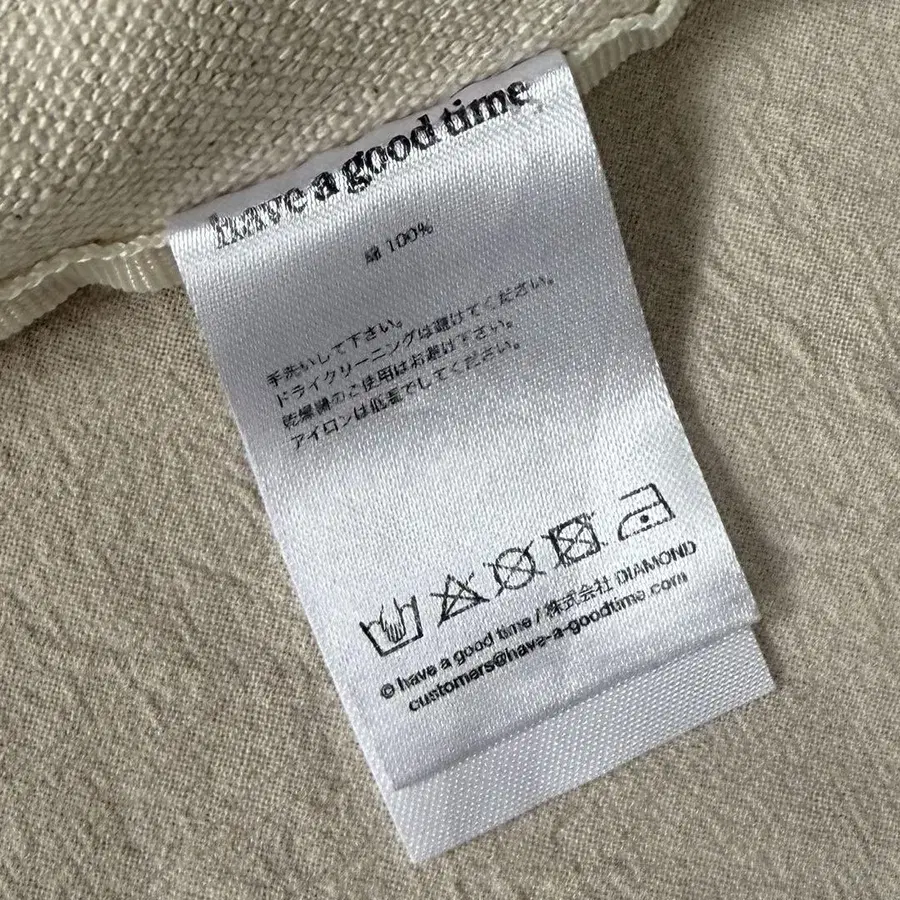 have a good time
綿 100%
手洗いして下さい。
ドライクリーニングは避けてください。
乾燥機のご使用はお避け下さい。
アイロンは低温でしてください。
© have a good time / 株式会社 DIAMOND
customers@have-a-goodtime.com